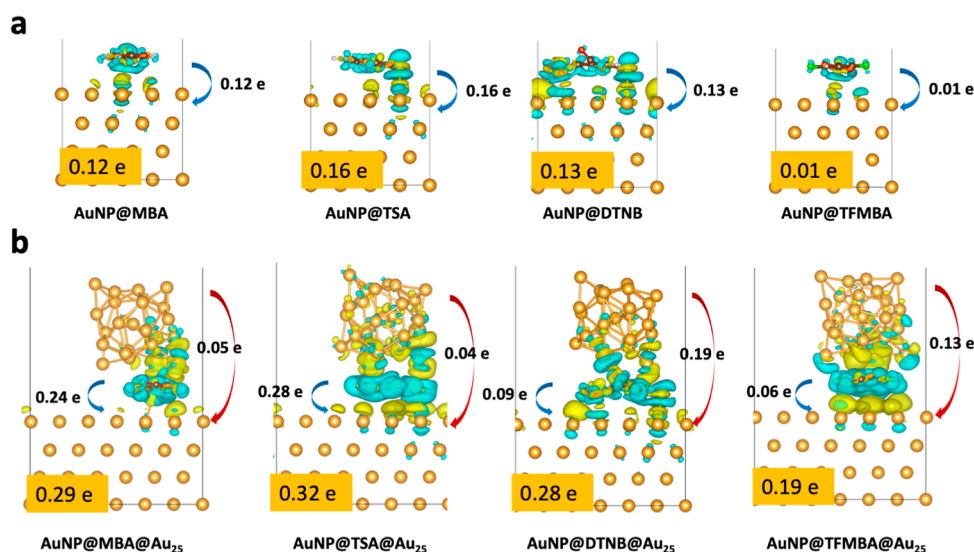 a
0.12 e
0.16 e
0.13 e
0.01 e
0.12 e
0.16 e
0.13 e
0.01 e
AuNP@MBA
AuNP@TSA
AuNP@DTNB
AuNP@TFMBA
b
0.05 e
0.04 e
0.19 e
0.13 e
0.24 e
0.28 e
0.09 e
0.06 e
0.29 e
0.32 e
0.28 e
0.19 e
AuNP@MBA@Au₂₅
AuNP@TSA@Au₂₅
AuNP@DTNB@Au₂₅
AuNP@TFMBA@Au₂₅